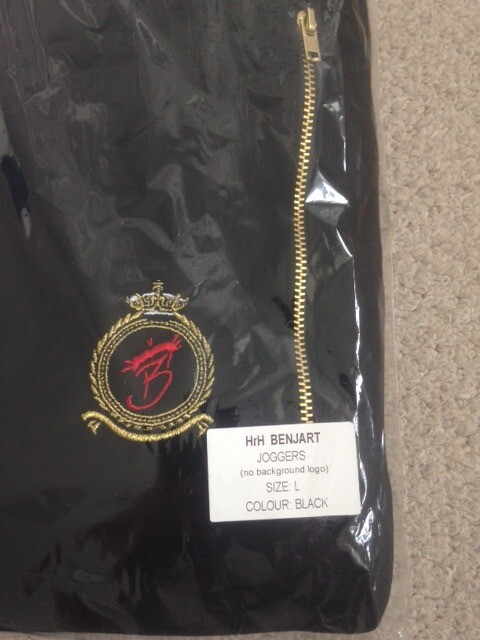 B
HrH BENJART
JOGGERS
(no background logo)
SIZE: L
COLOUR: BLACK